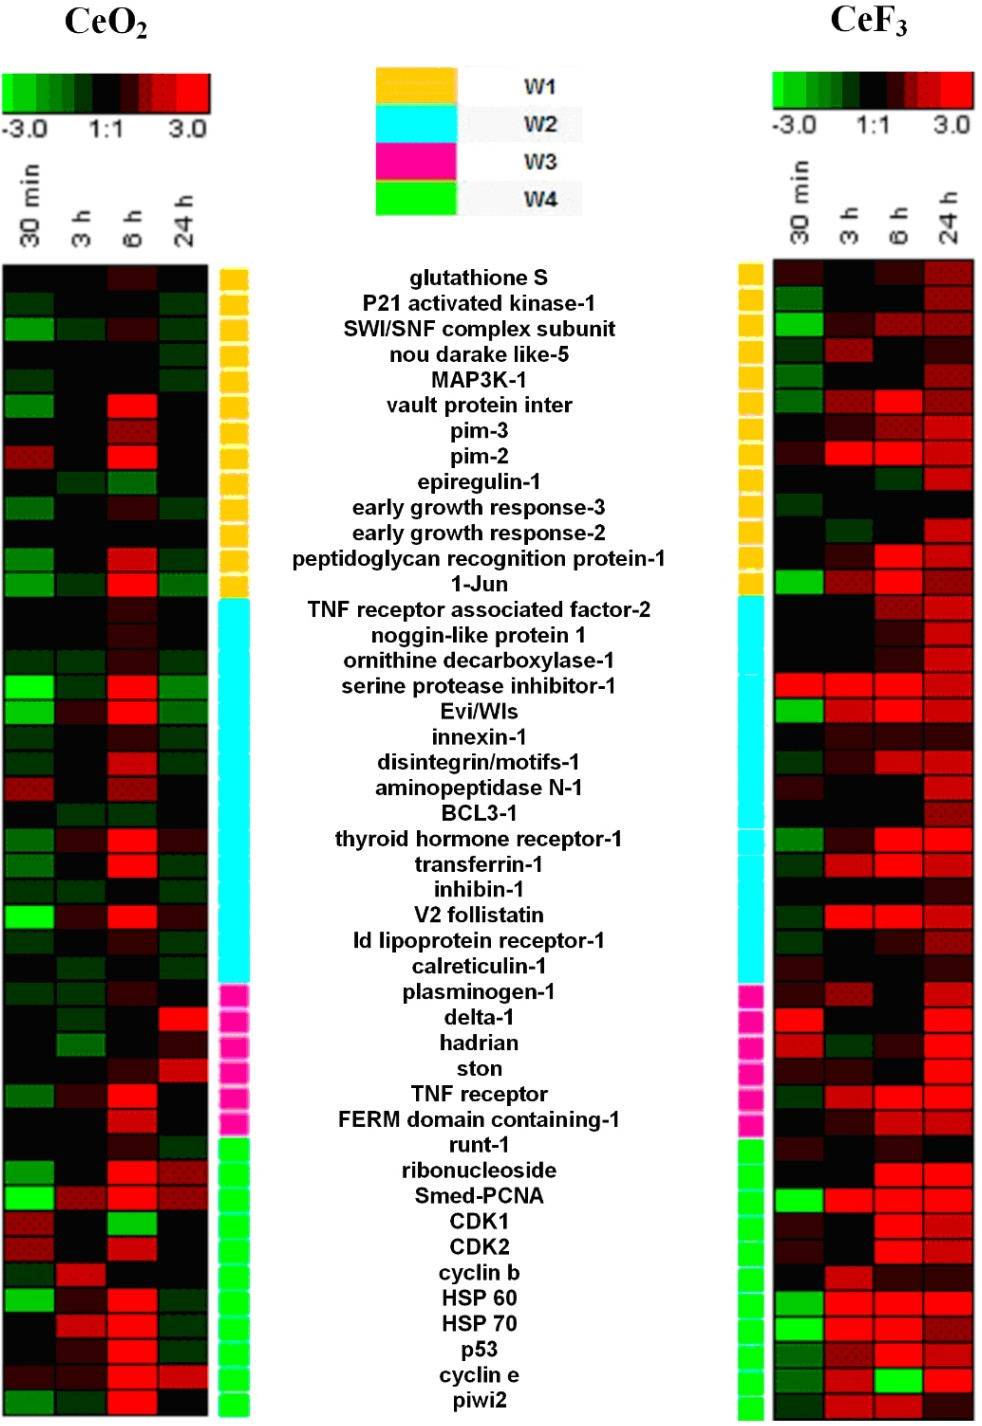 CeO2
CeF3
-3.0 1:1 3.0
W1
W2
W3
W4
-3.0 1:1 3.0
30 min
3 h
6 h
24 h
30 min
3 h
6 h
24 h
glutathione S
P21 activated kinase-1
SWI/SNF complex subunit
nou darake like-5
MAP3K-1
vault protein inter
pim-3
pim-2
epiregulin-1
early growth response-3
early growth response-2
peptidoglycan recognition protein-1
1-Jun
TNF receptor associated factor-2
noggin-like protein 1
ornithine decarboxylase-1
serine protease inhibitor-1
Evi/Wls
innexin-1
disintegrin/motifs-1
aminopeptidase N-1
BCL3-1
thyroid hormone receptor-1
transferrin-1
inhibin-1
V2 follistatin
ld lipoprotein receptor-1
calreticulin-1
plasminogen-1
delta-1
hadrian
ston
TNF receptor
FERM domain containing-1
runt-1
ribonucleoside
Smed-PCNA
CDK1
CDK2
cyclin b
HSP 60
HSP 70
p53
cyclin e
piwi2